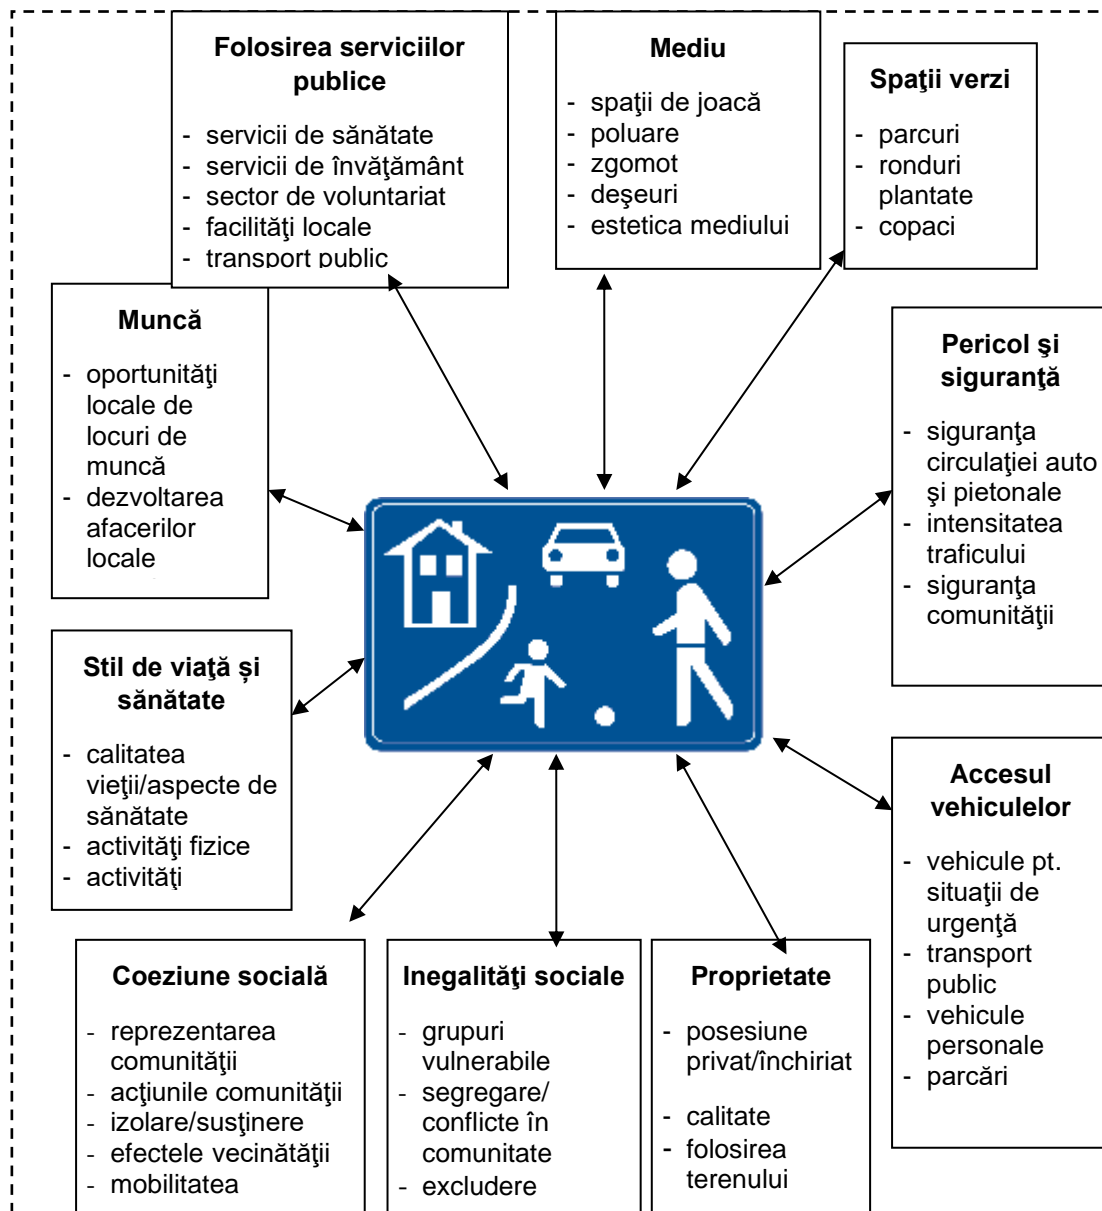 Folosirea serviciilor
publice
- servicii de sănătate
- servicii de învăţământ
- sector de voluntariat
- facilităţi locale
- transport public
Mediu
- spaţii de joacă
- poluare
- zgomot
- deşeuri
- estetica mediului
Spaţii verzi
- parcuri
- ronduri
plantate
- copaci
Muncă
- oportunităţi
locale de
locuri de
muncă
- dezvoltarea
afacerilor
locale
Pericol şi
siguranţă
- siguranţa
circulaţiei auto
şi pietonale
- intensitatea
traficului
- siguranţa
comunităţii
Stil de viaţă și
sănătate
- calitatea
vieţii/aspecte de
sănătate
- activităţi fizice
- activităţi
Accesul
vehiculelor
- vehicule pt.
situaţii de
urgenţă
- transport
public
- vehicule
personale
- parcări
Coeziune socială
- reprezentarea
comunităţii
- acţiunile comunităţii
- izolare/susţinere
- efectele vecinătăţii
- mobilitatea
Inegalităţi sociale
- grupuri
vulnerabile
- segregare/
conflicte în
comunitate
- excludere
Proprietate
- posesiune
privat/închiriat
- calitate
- folosirea
terenului